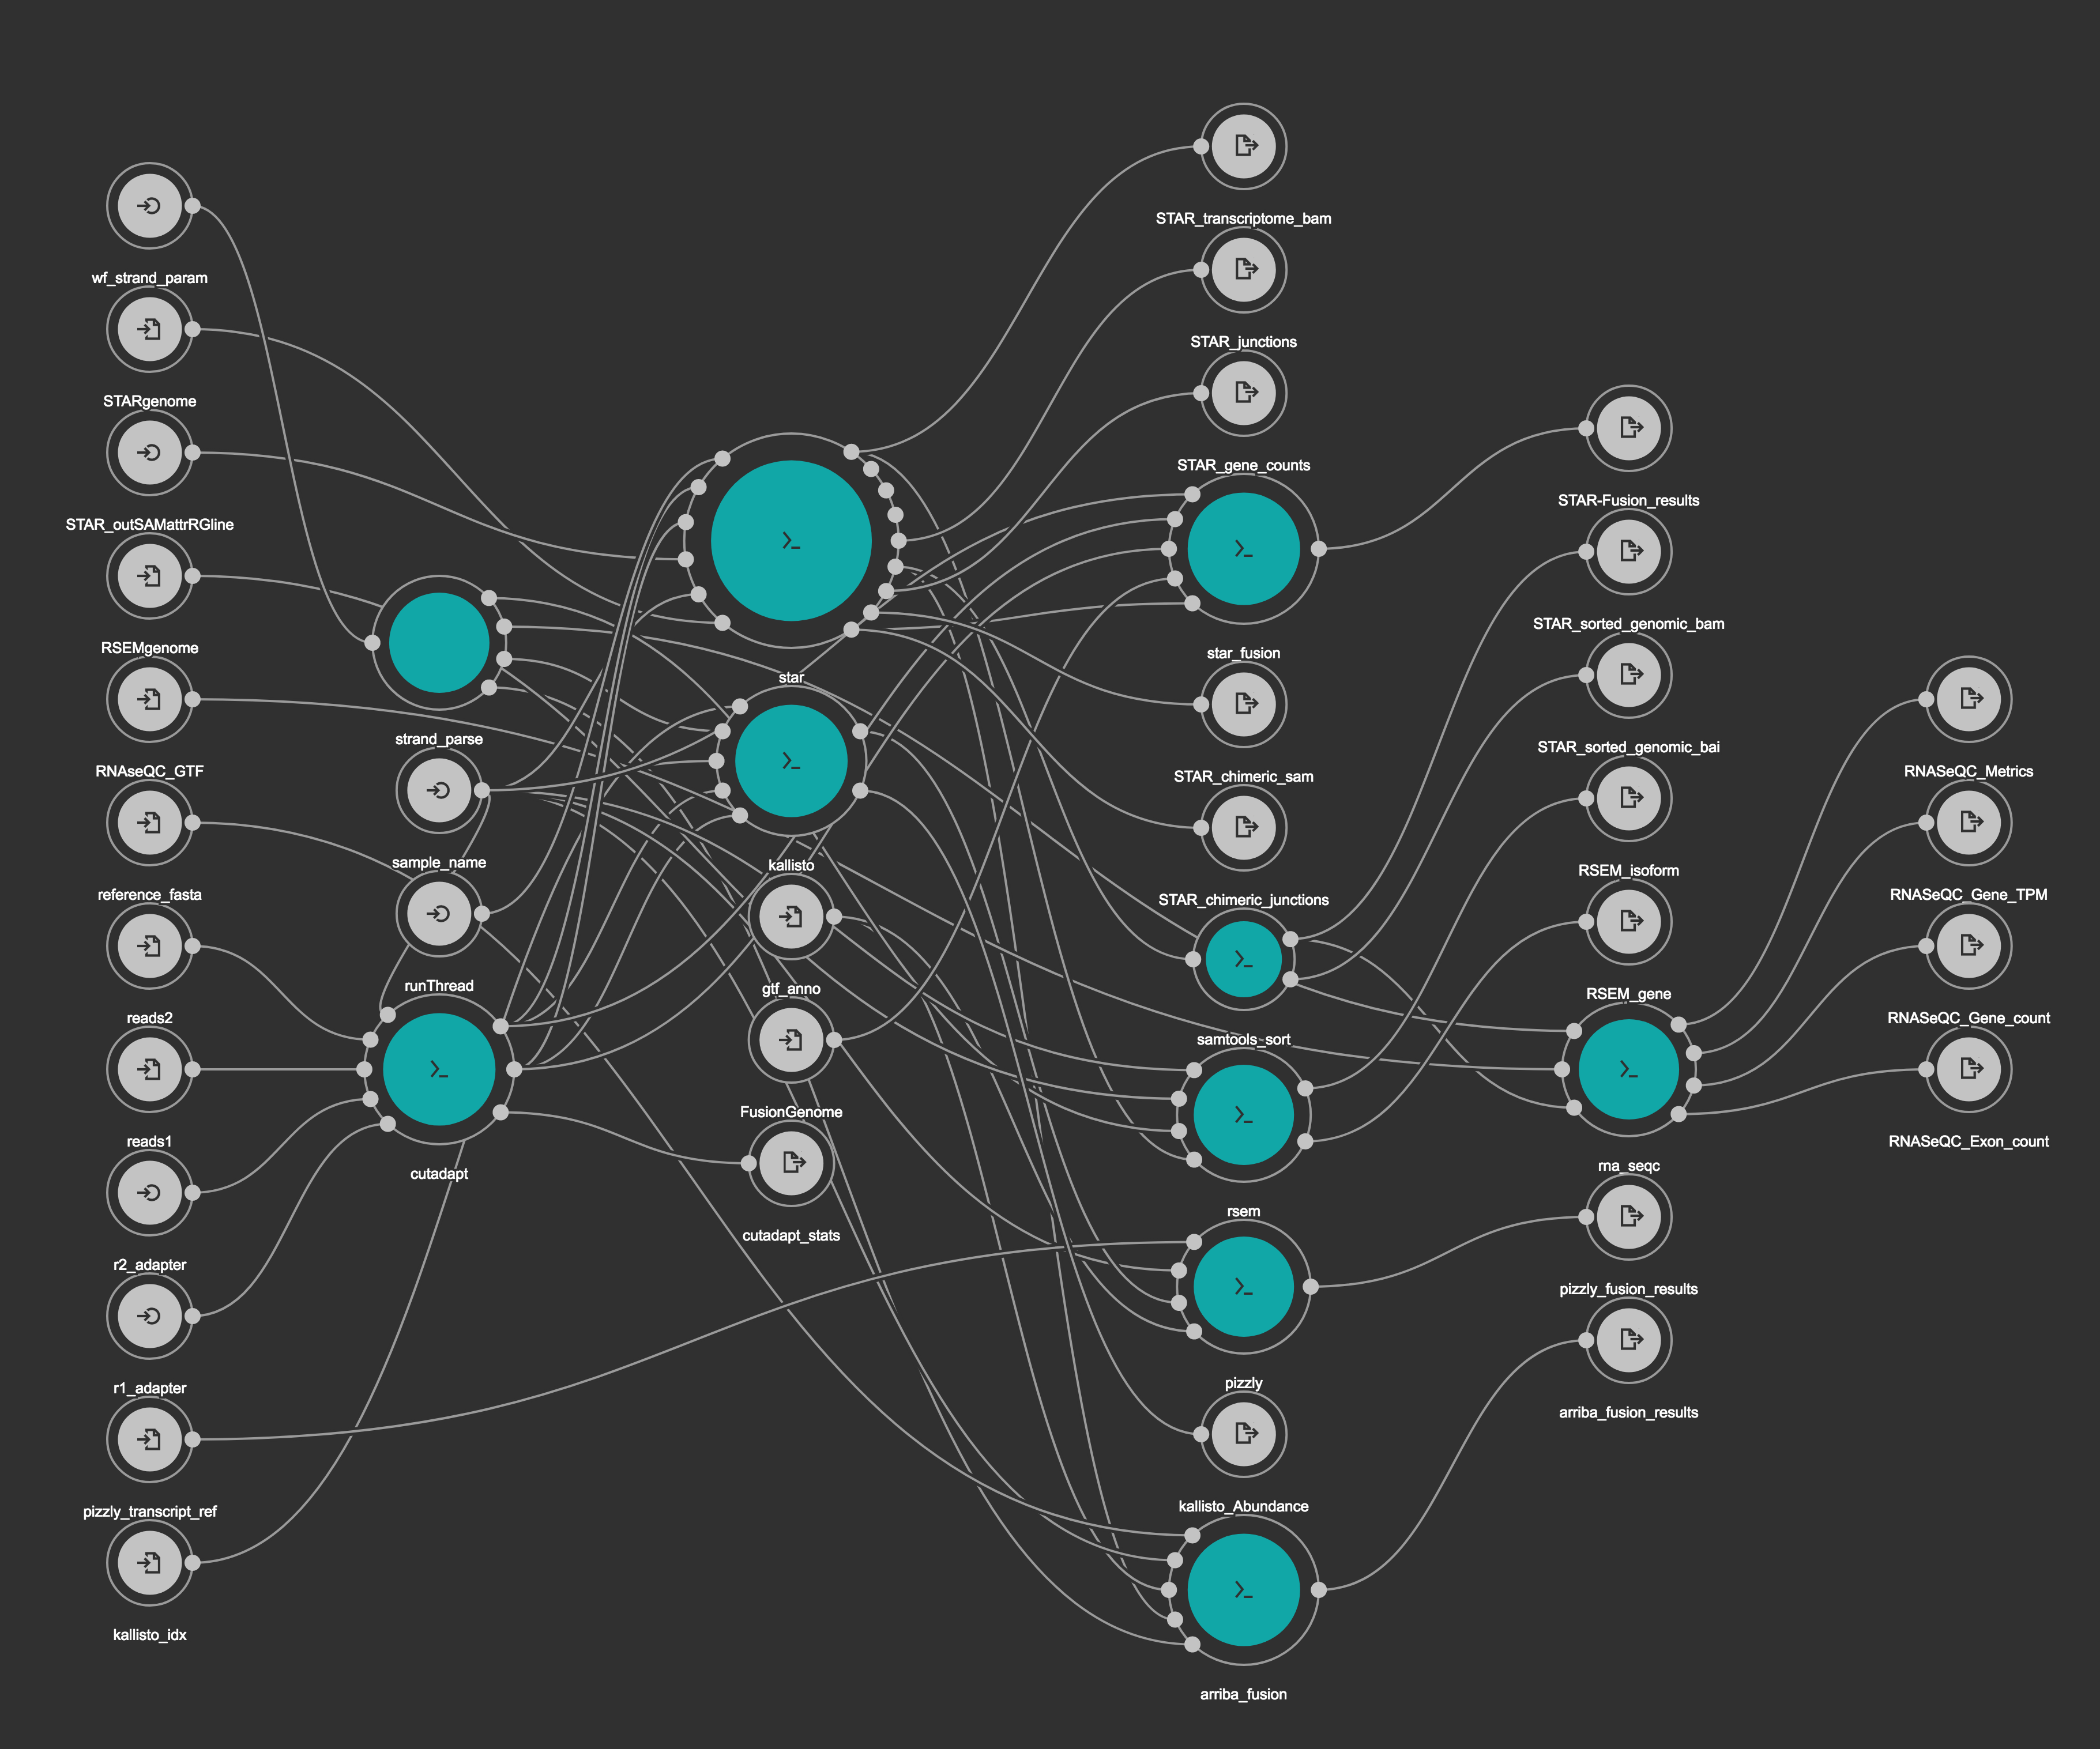 wf_strand_param
STARgenome
STAR_outSAMattrRGline
RSEMgenome
RNAseQC_GTF
reference_fasta
reads2
reads1
r2_adapter
r1_adapter
pizzly_transcript_ref
kallisto_idx
strand_parse
sample_name
runThread
cutadapt
star
kallisto
gtf_anno
FusionGenome
cutadapt_stats
STAR_transcriptome_bam
STAR_junctions
STAR_gene_counts
star_fusion
STAR_chimeric_sam
STAR_chimeric_junctions
samtools_sort
rsem
pizzly
kallisto_Abundance
arriba_fusion
STAR-Fusion_results
STAR_sorted_genomic_bam
STAR_sorted_genomic_bai
RSEM_isoform
RSEM_gene
rna_seqc
pizzly_fusion_results
arriba_fusion_results
RNASeQC_Metrics
RNASeQC_Gene_TPM
RNASeQC_Gene_count
RNASeQC_Exon_count